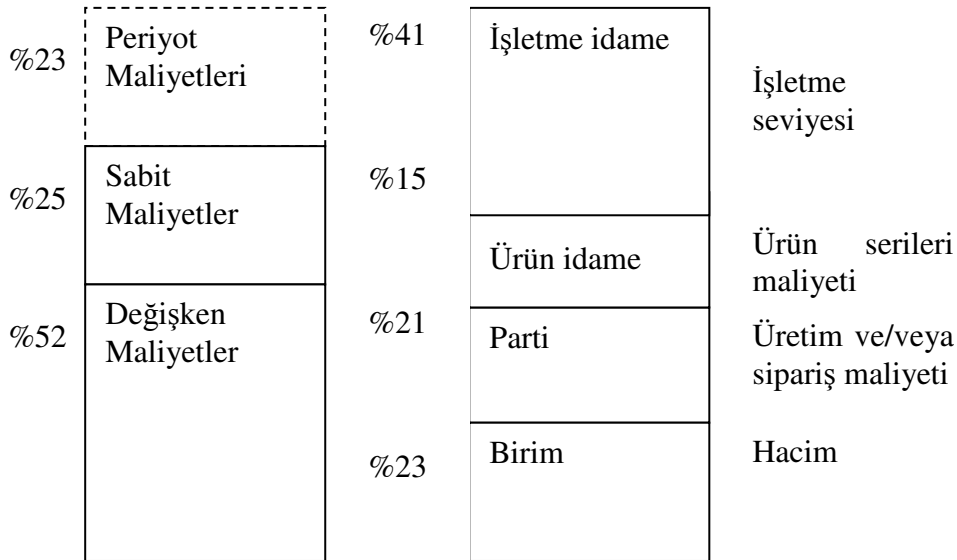 %23
Periyot
Maliyetleri
%25
Sabit
Maliyetler
%52
Değişken
Maliyetler
%41
İşletme idame
İşletme
seviyesi
%15
Ürün idame
Ürün serileri
maliyeti
%21
Parti
Üretim ve/veya
sipariş maliyeti
%23
Birim
Hacim